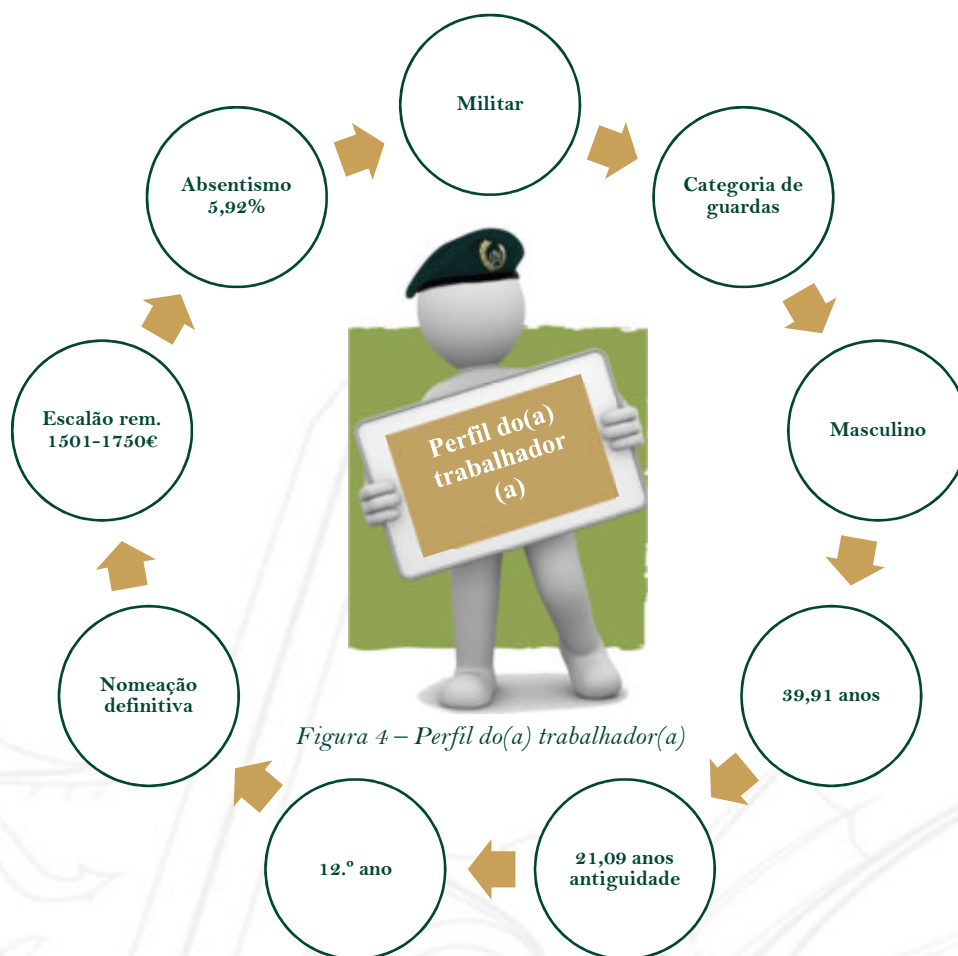 Militar
Categoria de
guardas
Masculino
39,91 anos
21,09 anos
antiguidade
12.º ano
Nomeação
definitiva
Escalão rem.
1501-1750€
Absentismo
5,92%
Perfil do(a)
trabalhador
(a)
Figura 4 – Perfil do(a) trabalhador(a)